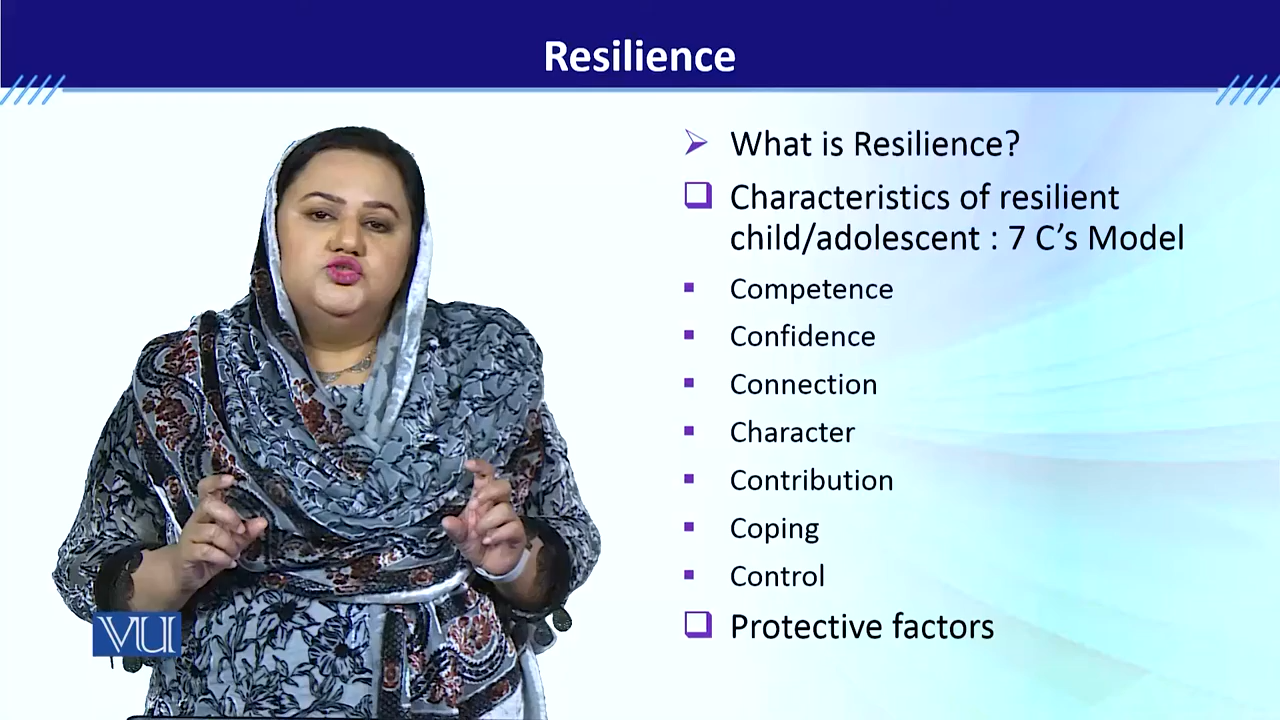 Resilience
What is Resilience?
Characteristics of resilient
child/adolescent : 7 C’s Model
Competence
Confidence
Connection
Character
Contribution
Coping
Control
Protective factors
VU